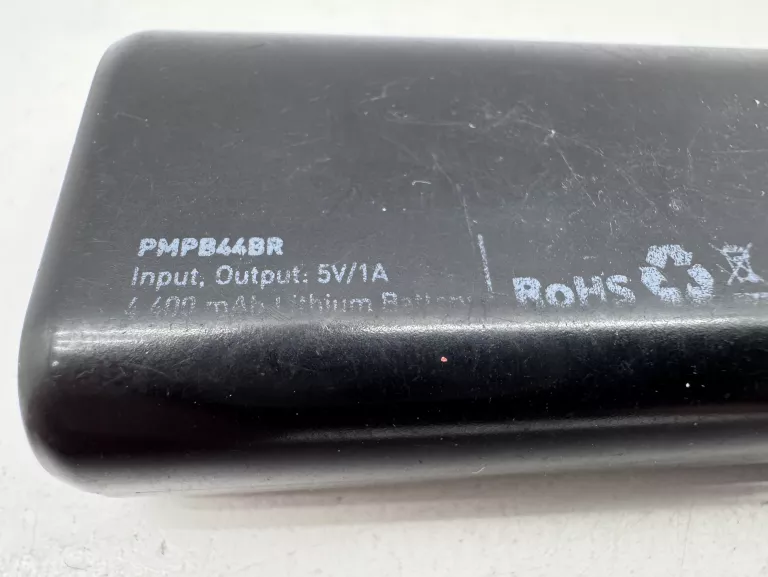 PMPB44BR
Input, Output: 5V/1A
4 400 mAh Lithium Battery
RoHS